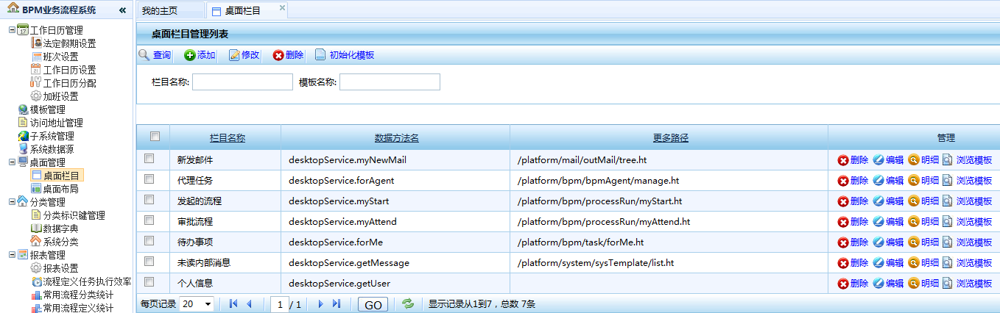 BPM业务流程系统 «
工作日历管理
法定假期设置
班次设置
工作日历设置
工作日历分配
加班设置
模板管理
访问地址管理
子系统管理
系统数据源
桌面管理
桌面栏目
桌面布局
分类管理
分类标识键管理
数据字典
系统分类
报表管理
报表设置
流程定义任务执行效率
常用流程分类统计
常用流程定义统计
我的主页 桌面栏目
桌面栏目管理列表
查询 添加 修改 删除 初始化模板
栏目名称: 模板名称:
栏目名称 数据方法名 更多路径 管理
新发邮件 desktopService.myNewMail /platform/mail/outMail/tree.ht 删除 编辑 明细 浏览模板
代理任务 desktopService.forAgent /platform/bpm/bpmAgent/manage.ht 删除 编辑 明细 浏览模板
发起的流程 desktopService.myStart /platform/bpm/processRun/myStart.ht 删除 编辑 明细 浏览模板
审批流程 desktopService.myAttend /platform/bpm/processRun/myAttend.ht 删除 编辑 明细 浏览模板
待办事项 desktopService.forMe /platform/bpm/task/forMe.ht 删除 编辑 明细 浏览模板
未读内部消息 desktopService.getMessage /platform/system/sysTemplate/list.ht 删除 编辑 明细 浏览模板
个人信息 desktopService.getUser 删除 编辑 明细 浏览模板
每页记录 20 1 / 1 GO 显示记录从1到7，总数 7条